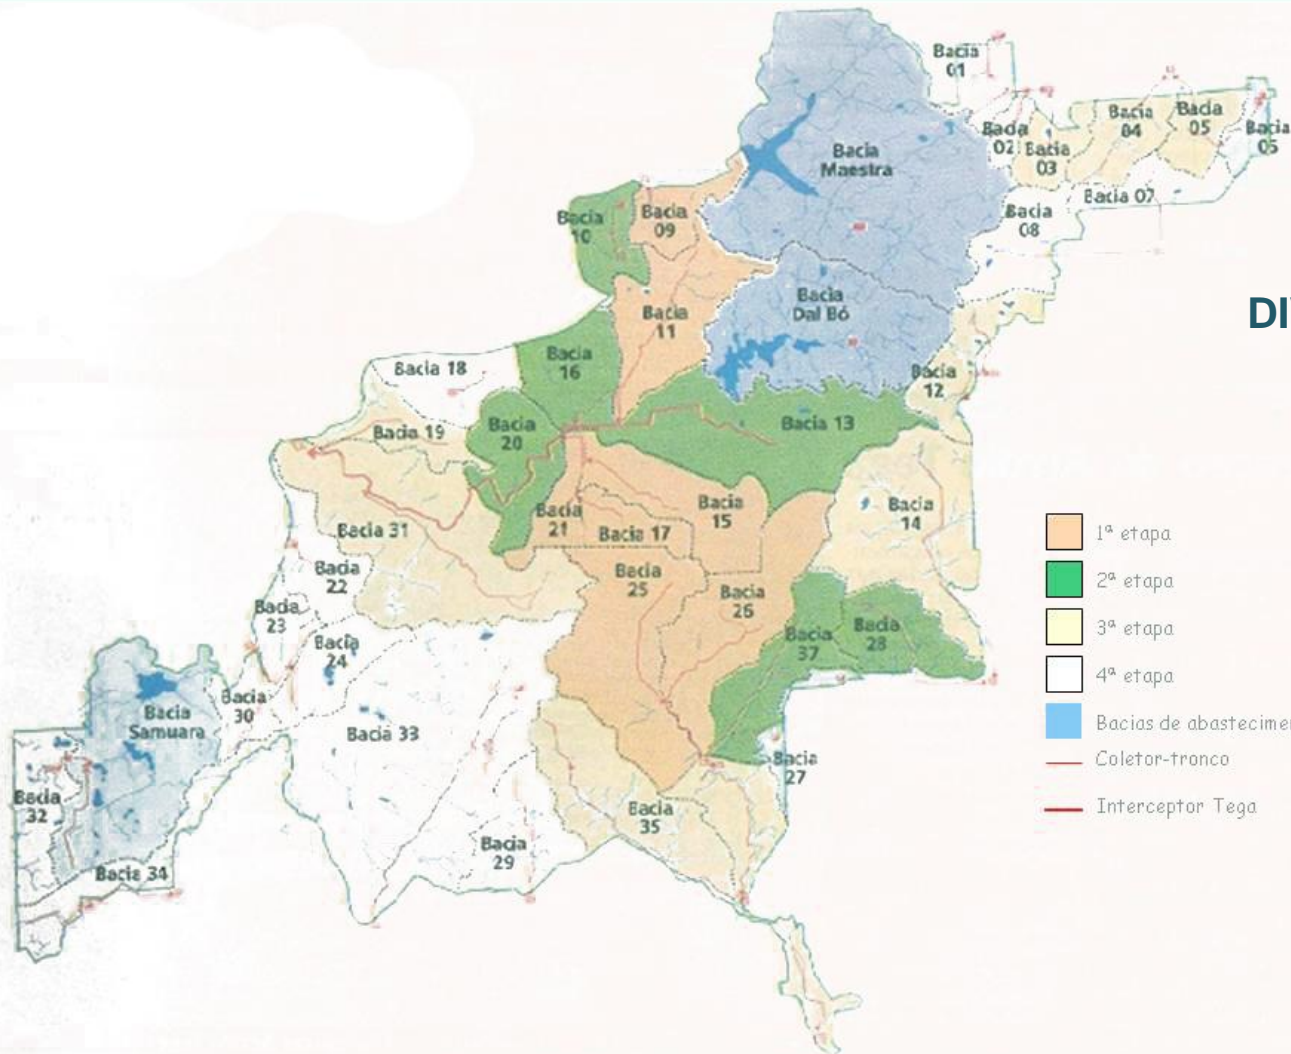 Bacia
01
Bacia
02
Bacia
03
Bacia
04
Bacia
05
Bacia
05
Bacia
Maestra
Bacia 07
Bacia
08
Bacia
09
Bacia
10
Bacia
11
Bacia
Dal Bó
DI
Bacia
12
Bacia
16
Bacia 18
Bacia 13
Bacia 19
Bacia
20
Bacia
14
Bacia
15
Bacia
21
Bacia 17
Bacia 31
Bacia
22
Bacia
25
Bacia
26
Bacia
23
Bacia
24
Bacia
37
Bacia
28
Bacia
30
Bacia
Samuara
Bacia 33
Bacia
27
Bacia
32
Bacia
35
Bacia
29
Bacia 34
1ª etapa
2ª etapa
3ª etapa
4ª etapa
Bacias de abastecime
Coletor-tronco
Interceptor Tega